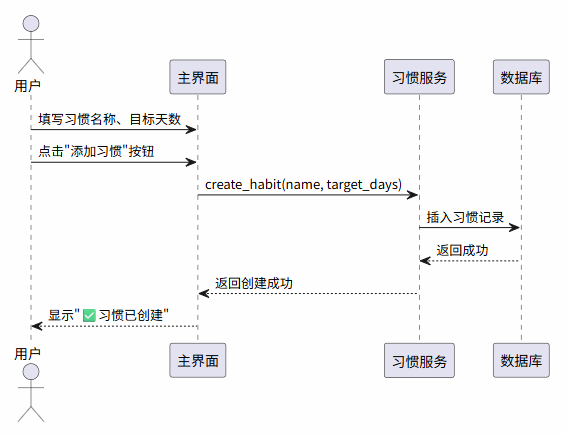 用户
主界面
习惯服务
数据库
填写习惯名称、目标天数
点击"添加习惯"按钮
create_habit(name, target_days)
插入习惯记录
返回成功
返回创建成功
显示"✅习惯已创建"
用户
主界面
习惯服务
数据库